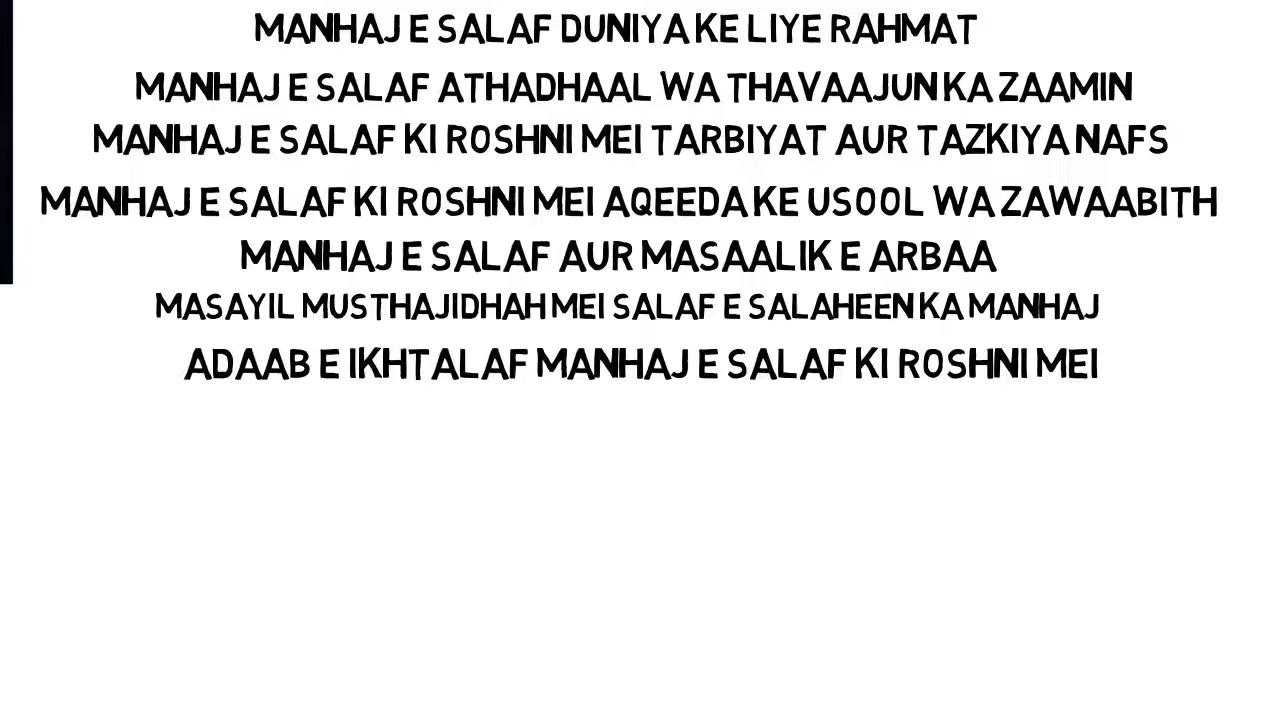 MANHAJ E SALAF DUNIYA KE LIYE RAHMAT
MANHAJ E SALAF ATHADHAAL WA THAVAAJUN KA ZAAMIN
MANHAJ E SALAF KI ROSHNI MEI TARBIYAT AUR TAZKIYA NAFS
MANHAJ E SALAF KI ROSHNI MEI AQEEDA KE USOOL WA ZAWAABITH
MANHAJ E SALAF AUR MASAALIK E ARBAA
MASAYIL MUSTHAJIDHAH MEI SALAF E SALAHEEN KA MANHAJ
ADAAB E IKHTALAF MANHAJ E SALAF KI ROSHNI MEI